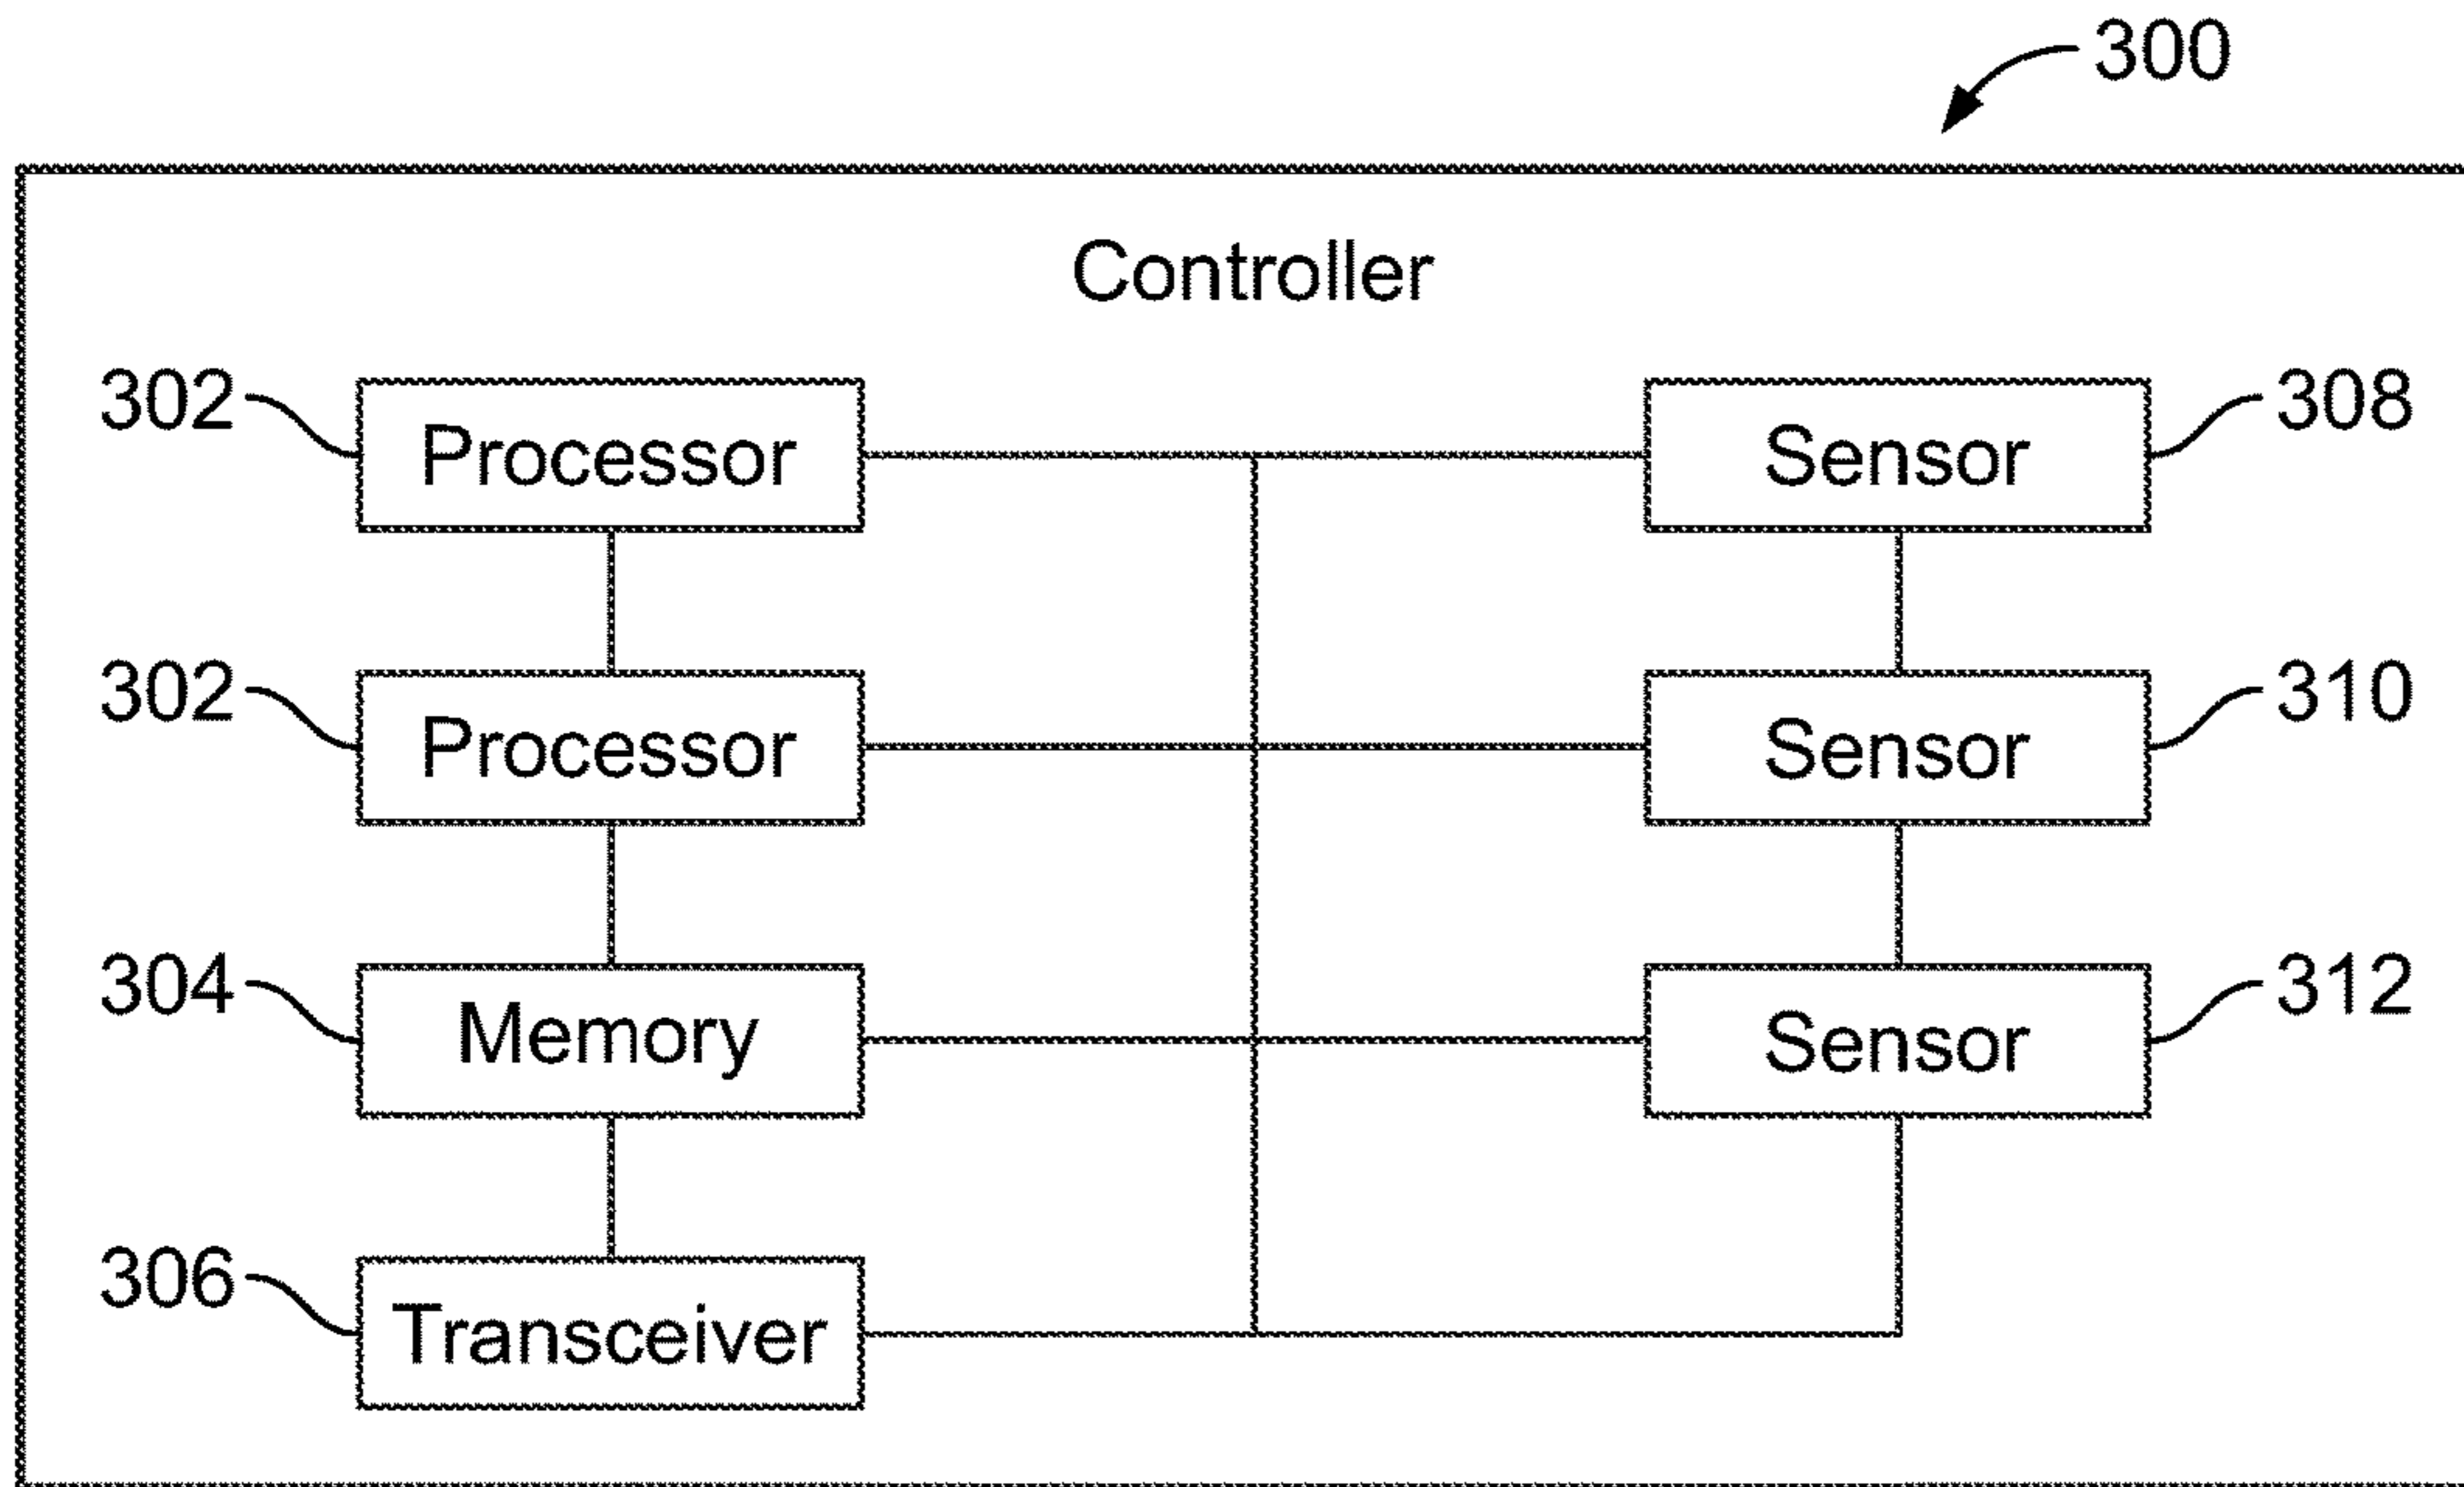 300
Controller
302 Processor Sensor 308
302 Processor Sensor 310
304 Memory Sensor 312
306 Transceiver